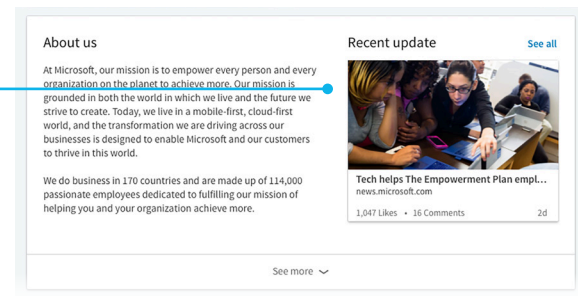 About us
At Microsoft, our mission is to empower every person and every
organization on the planet to achieve more. Our mission is
grounded in both the world in which we live and the future we
strive to create. Today, we live in a mobile-first, cloud-first
world, and the transformation we are driving across our
businesses is designed to enable Microsoft and our customers
to thrive in this world.
We do business in 170 countries and are made up of 114,000
passionate employees dedicated to fulfilling our mission of
helping you and your organization achieve more.
Recent update
See all
Tech helps The Empowerment Plan empl...
news.microsoft.com
1,047 Likes • 16 Comments
2d
See more